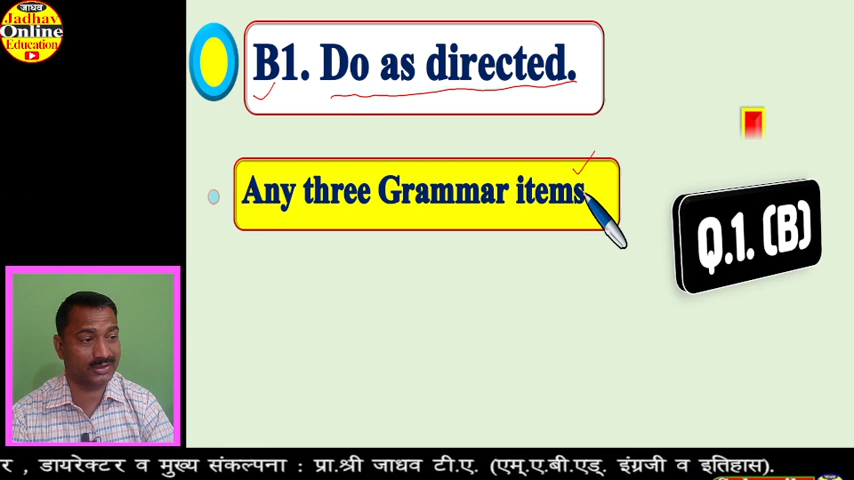 जाधव
Jadhav
Online
Education
B1. Do as directed.
Any three Grammar items
Q.1. (B)
र , डायरेक्टर व मुख्य संकल्पना : प्रा.श्री जाधव टी.ए. (एम्.ए.बी.एड्. इंग्रजी व इतिहास).